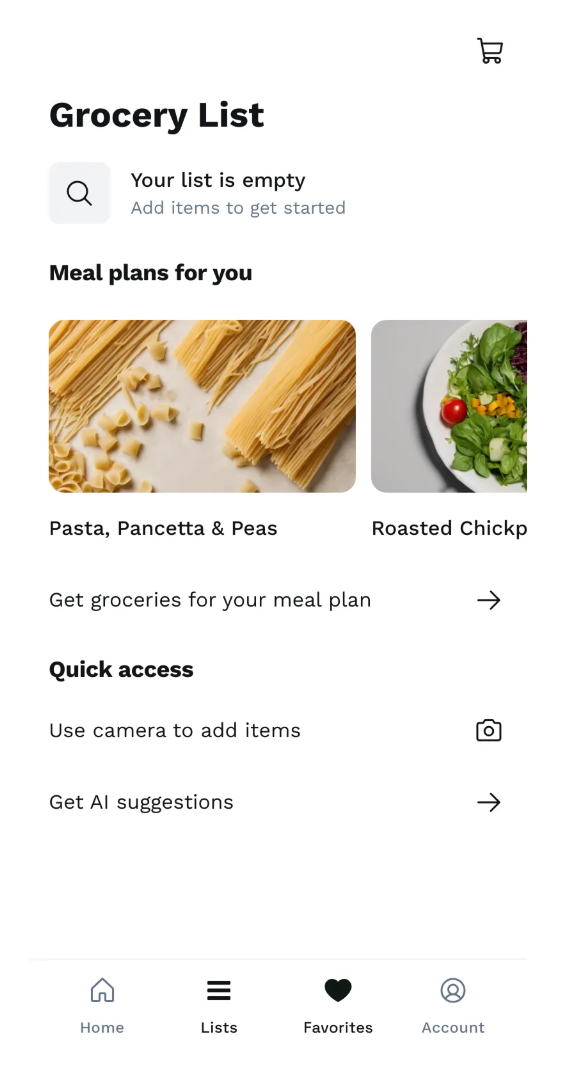 Grocery List
Your list is empty
Add items to get started
Meal plans for you
Pasta, Pancetta & Peas
Roasted Chickp
Get groceries for your meal plan
Quick access
Use camera to add items
Get AI suggestions
Home
Lists
Favorites
Account